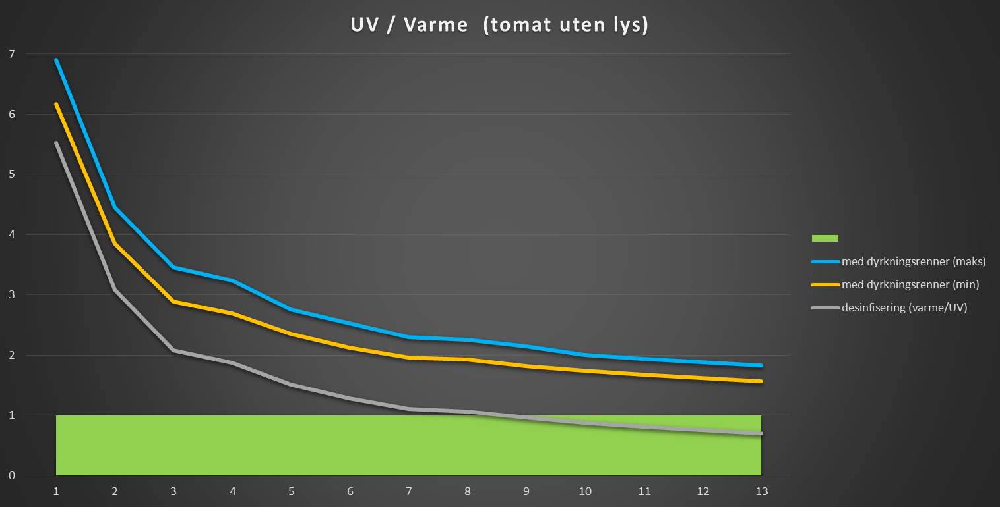 UV / Varme (tomat uten lys)
7
6
5
4
3
2
1
0
1 2 3 4 5 6 7 8 9 10 11 12 13
med dyrkningsrenner (maks)
med dyrkningsrenner (min)
desinfisering (varme/UV)